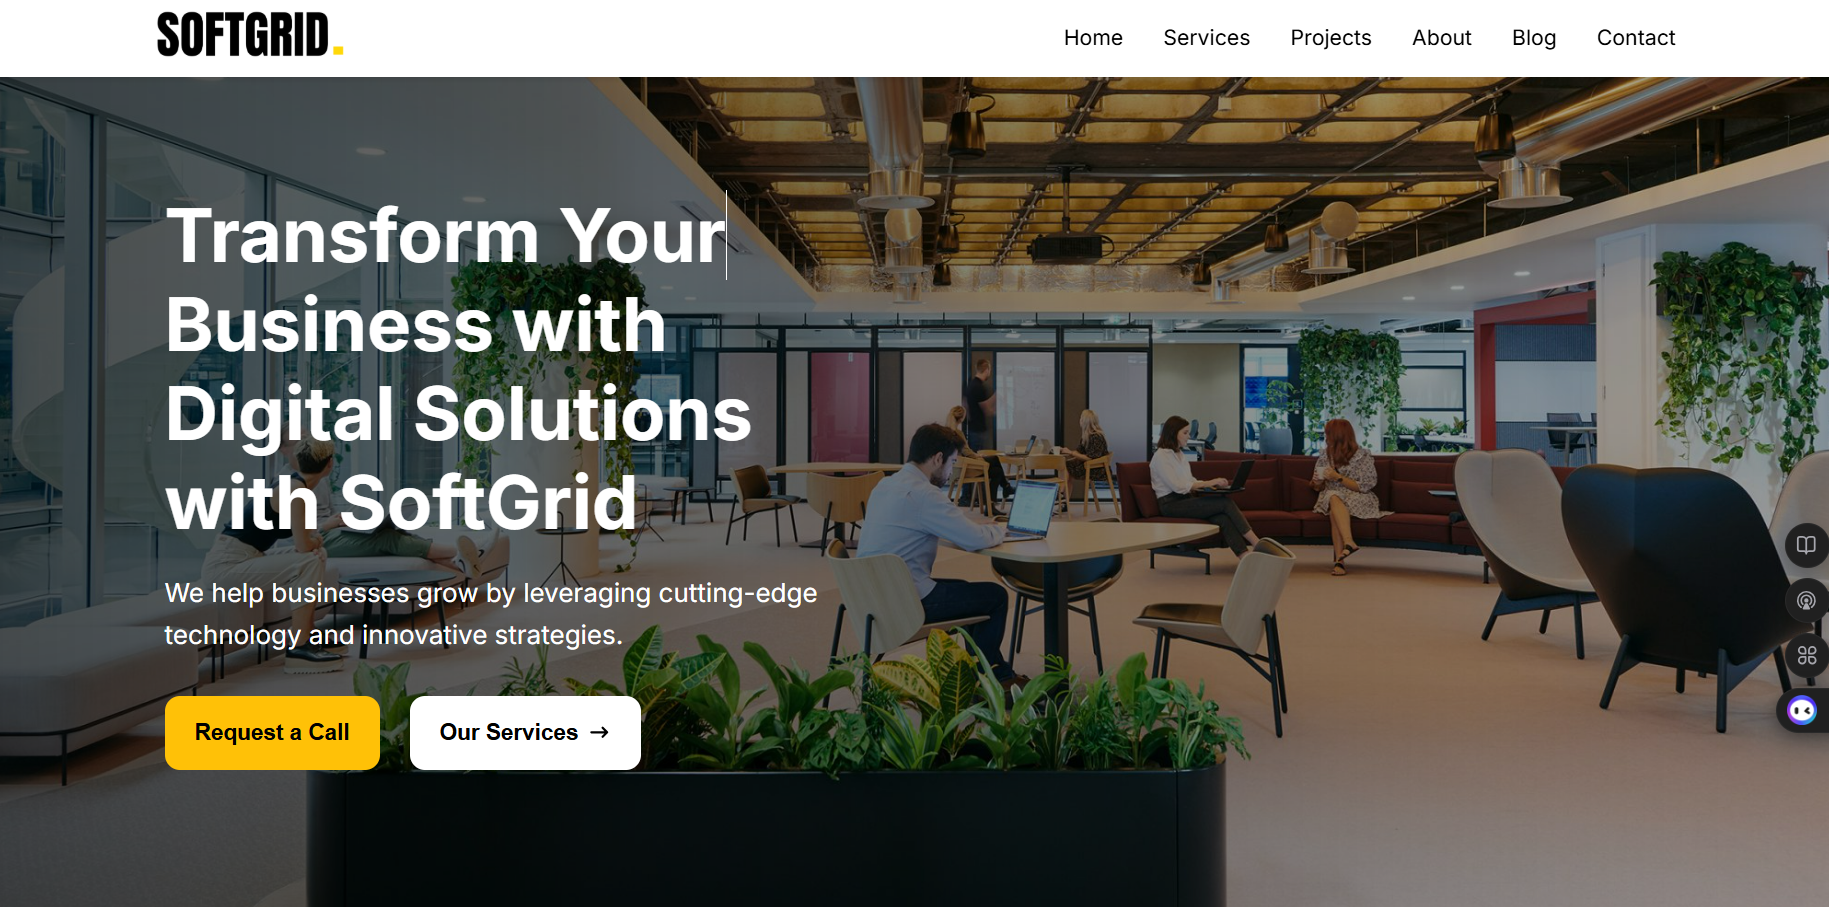 SOFTGRID.
Home Services Projects About Blog Contact
Transform Your
Business with
Digital Solutions
with SoftGrid
We help businesses grow by leveraging cutting-edge
technology and innovative strategies.
Request a Call
Our Services →